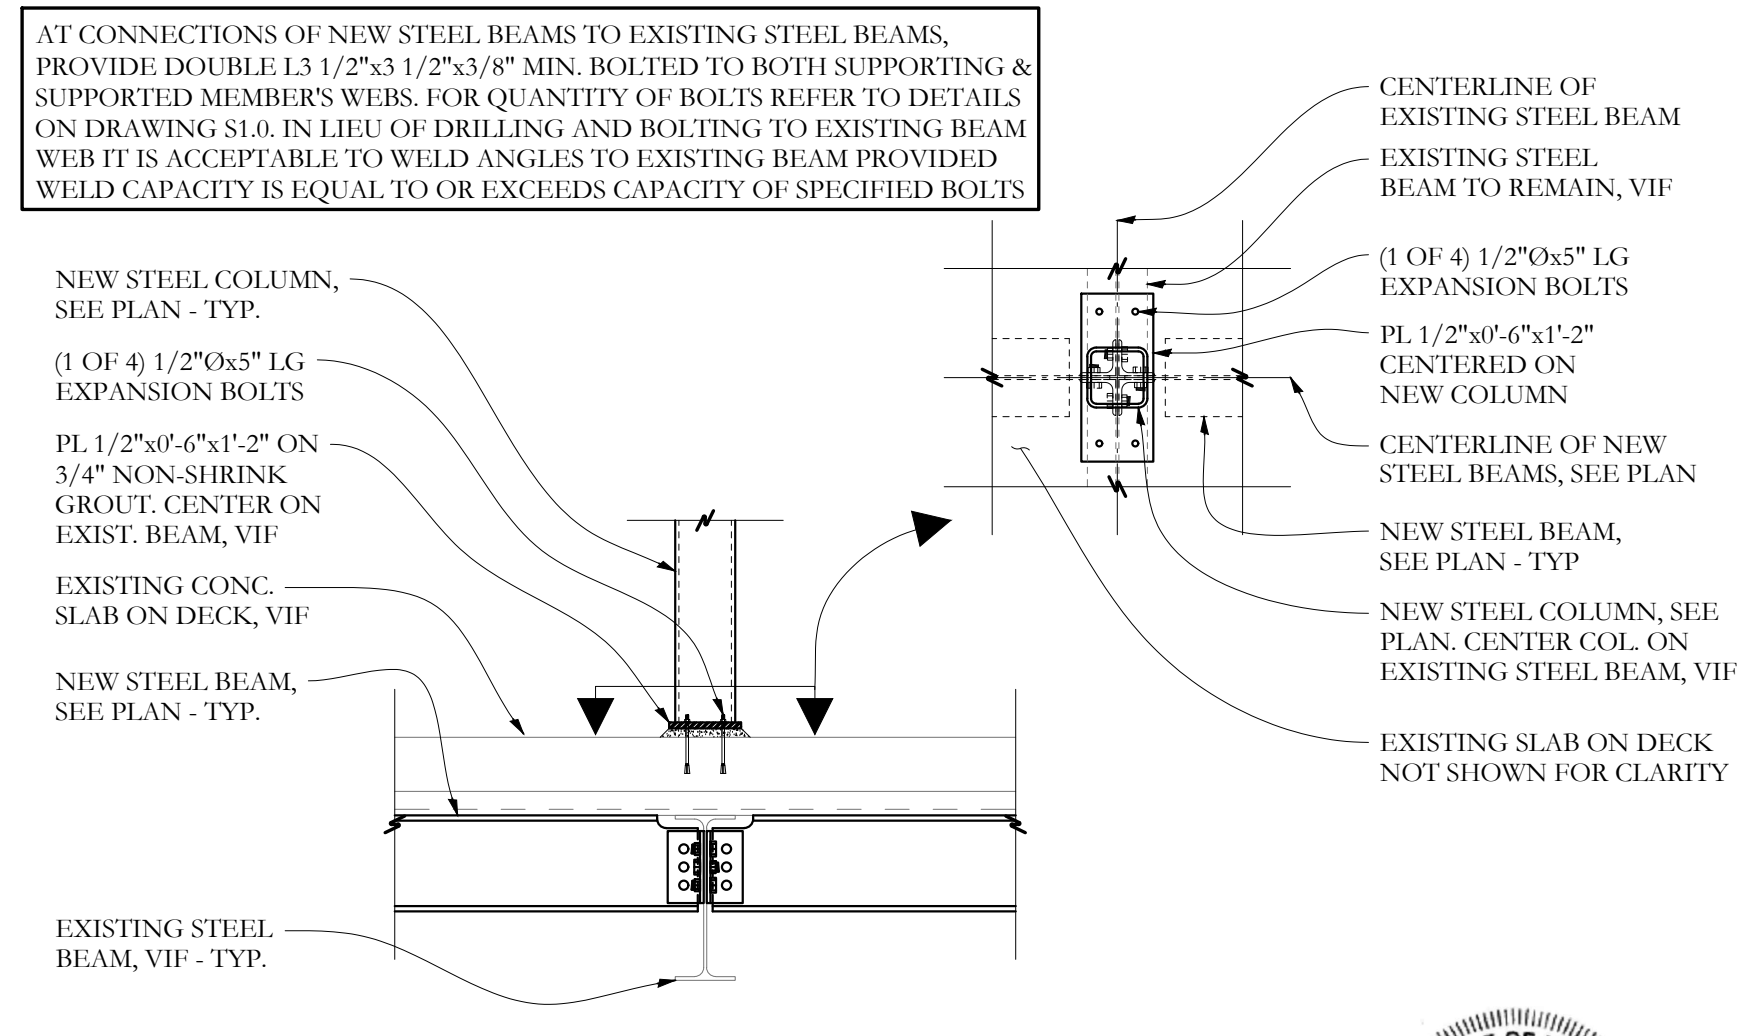 AT CONNECTIONS OF NEW STEEL BEAMS TO EXISTING STEEL BEAMS,
PROVIDE DOUBLE L3 1/2"x3 1/2"x3/8" MIN. BOLTED TO BOTH SUPPORTING &
SUPPORTED MEMBER'S WEBS. FOR QUANTITY OF BOLTS REFER TO DETAILS
ON DRAWING S1.0. IN LIEU OF DRILLING AND BOLTING TO EXISTING BEAM
WEB IT IS ACCEPTABLE TO WELD ANGLES TO EXISTING BEAM PROVIDED
WELD CAPACITY IS EQUAL TO OR EXCEEDS CAPACITY OF SPECIFIED BOLTS
NEW STEEL COLUMN,
SEE PLAN - TYP.
(1 OF 4) 1/2"Øx5" LG
EXPANSION BOLTS
PL 1/2"x0'-6"x1'-2" ON
3/4" NON-SHRINK
GROUT. CENTER ON
EXIST. BEAM, VIF
EXISTING CONC.
SLAB ON DECK, VIF
NEW STEEL BEAM,
SEE PLAN - TYP.
EXISTING STEEL
BEAM, VIF - TYP.
CENTERLINE OF
EXISTING STEEL BEAM
EXISTING STEEL
BEAM TO REMAIN, VIF
(1 OF 4) 1/2"Øx5" LG
EXPANSION BOLTS
PL 1/2"x0'-6"x1'-2"
CENTERED ON
NEW COLUMN
CENTERLINE OF NEW
STEEL BEAMS, SEE PLAN
NEW STEEL BEAM,
SEE PLAN - TYP
NEW STEEL COLUMN, SEE
PLAN. CENTER COL. ON
EXISTING STEEL BEAM, VIF
EXISTING SLAB ON DECK
NOT SHOWN FOR CLARITY